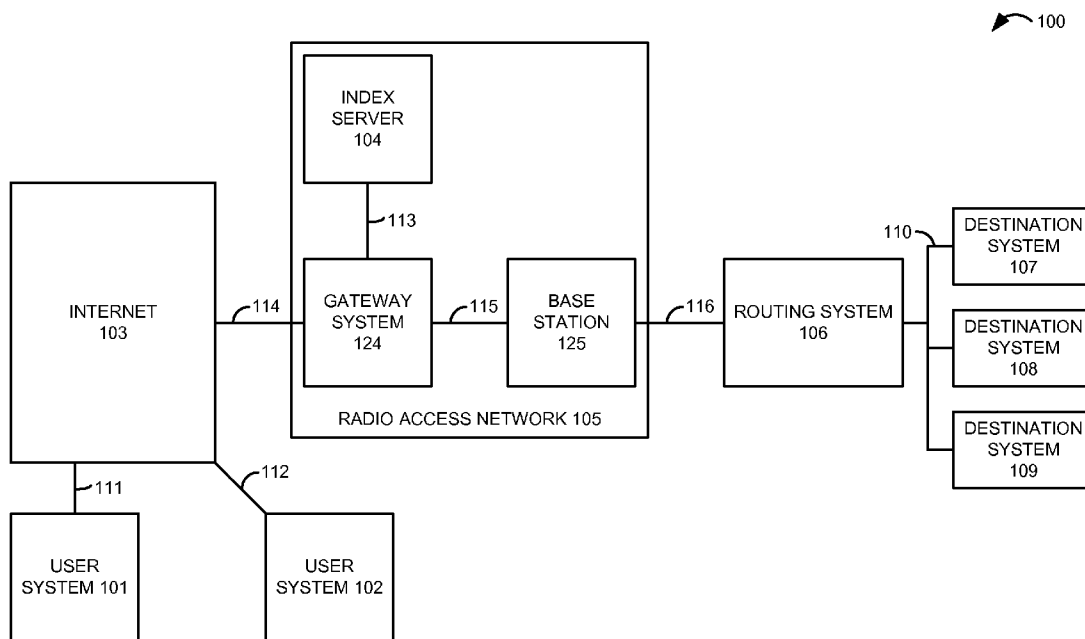 100
INDEX
SERVER
104
113
INTERNET
103
114
GATEWAY
SYSTEM
124
115
BASE
STATION
125
116
ROUTING SYSTEM
106
110
DESTINATION
SYSTEM
107
DESTINATION
SYSTEM
108
DESTINATION
SYSTEM
109
RADIO ACCESS NETWORK 105
111
112
USER
SYSTEM 101
USER
SYSTEM 102